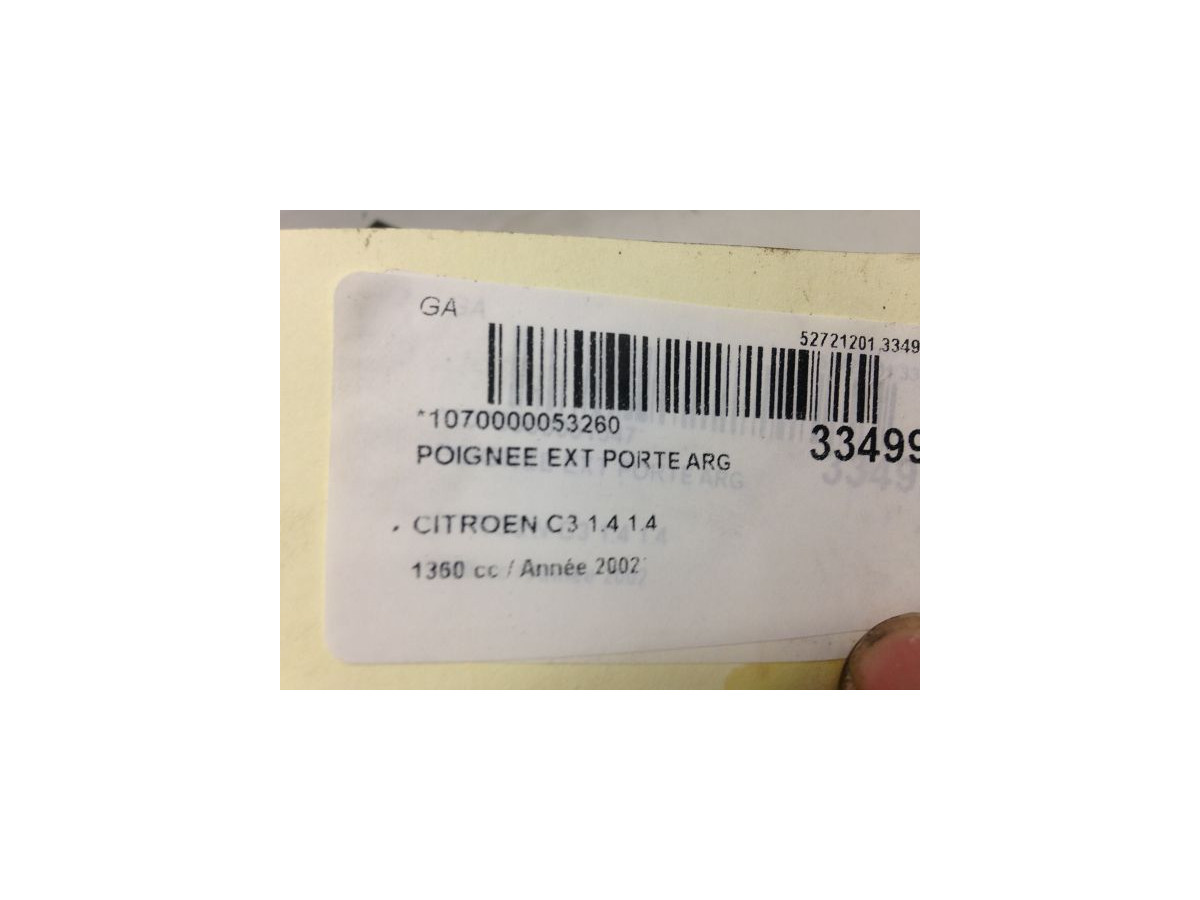 GA
52721201 3349
*1070000053260
33499
POIGNEE EXT PORTE ARG
CITROEN C3 1.4 1.4
1360 cc / Année 2002